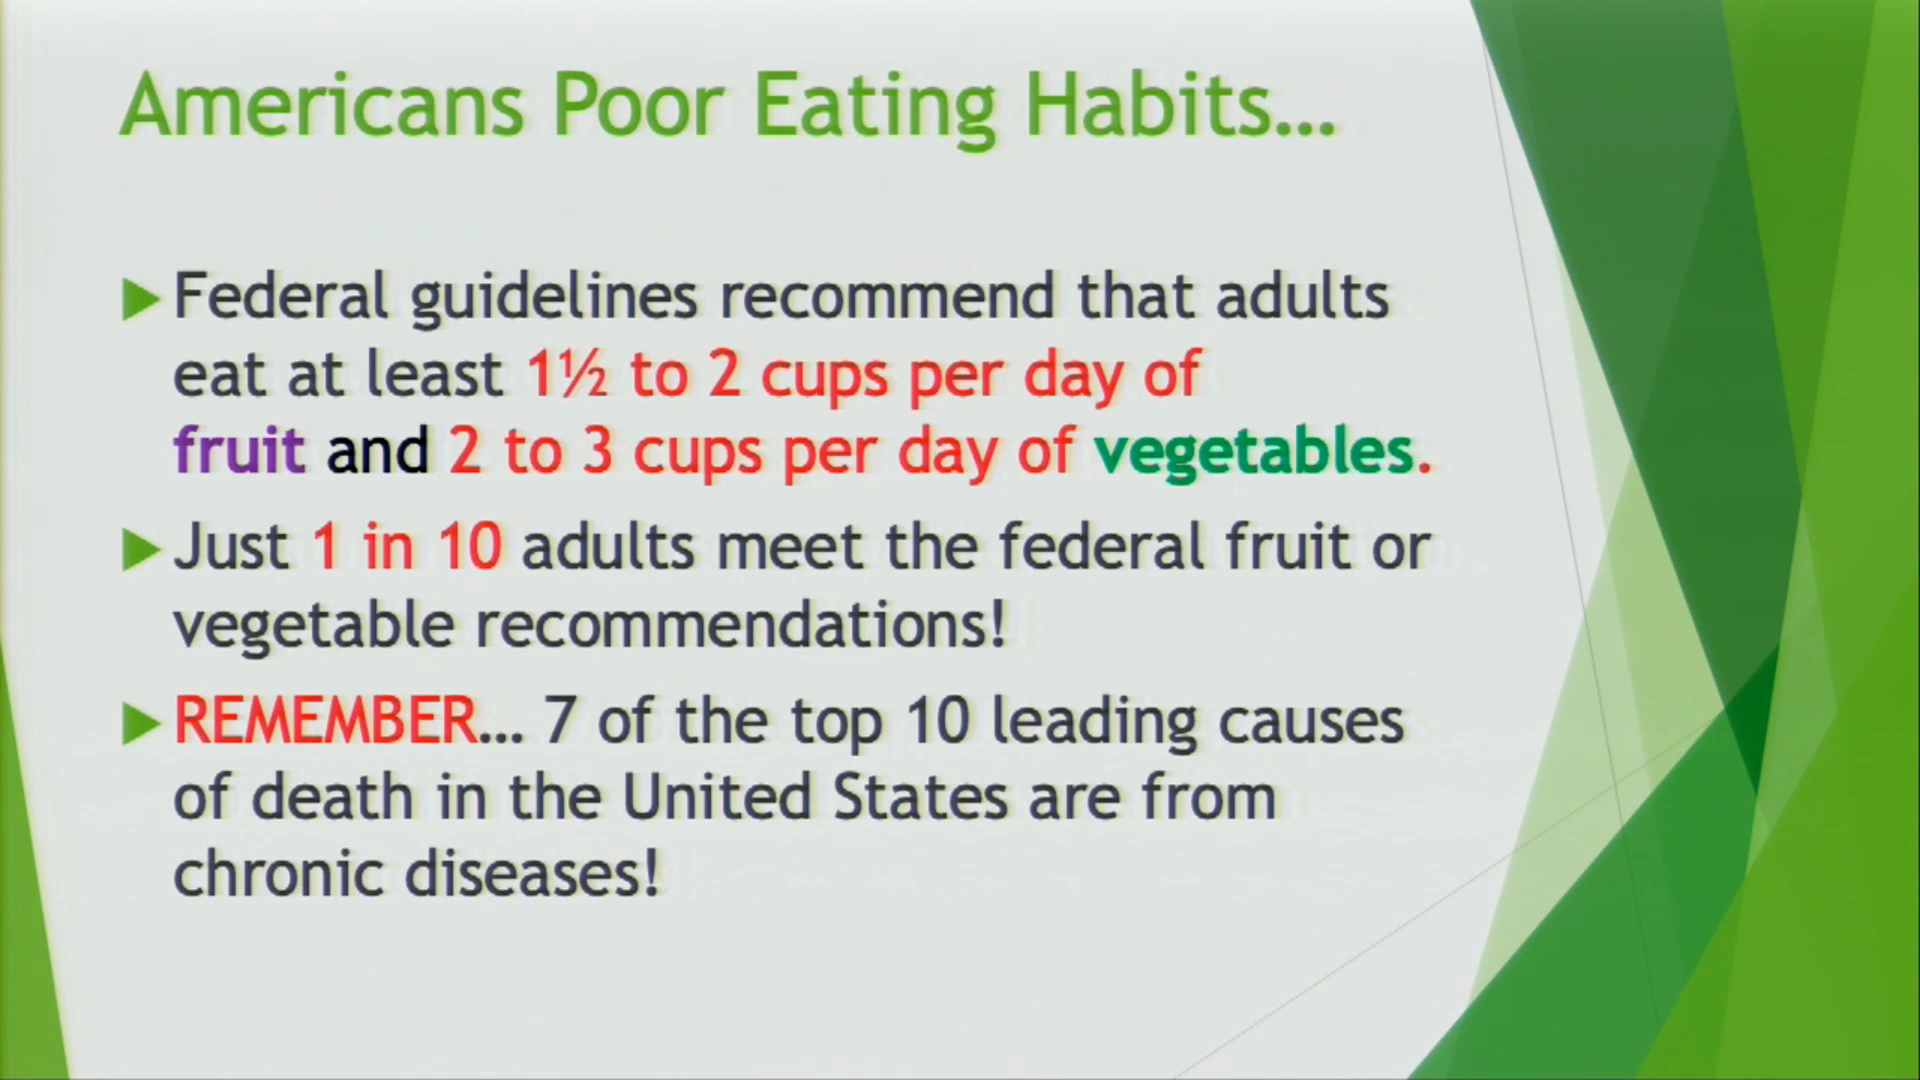 Americans Poor Eating Habits...
Federal guidelines recommend that adults
eat at least 1½ to 2 cups per day of
fruit and 2 to 3 cups per day of vegetables.
Just 1 in 10 adults meet the federal fruit or
vegetable recommendations!
REMEMBER... 7 of the top 10 leading causes
of death in the United States are from
chronic diseases!